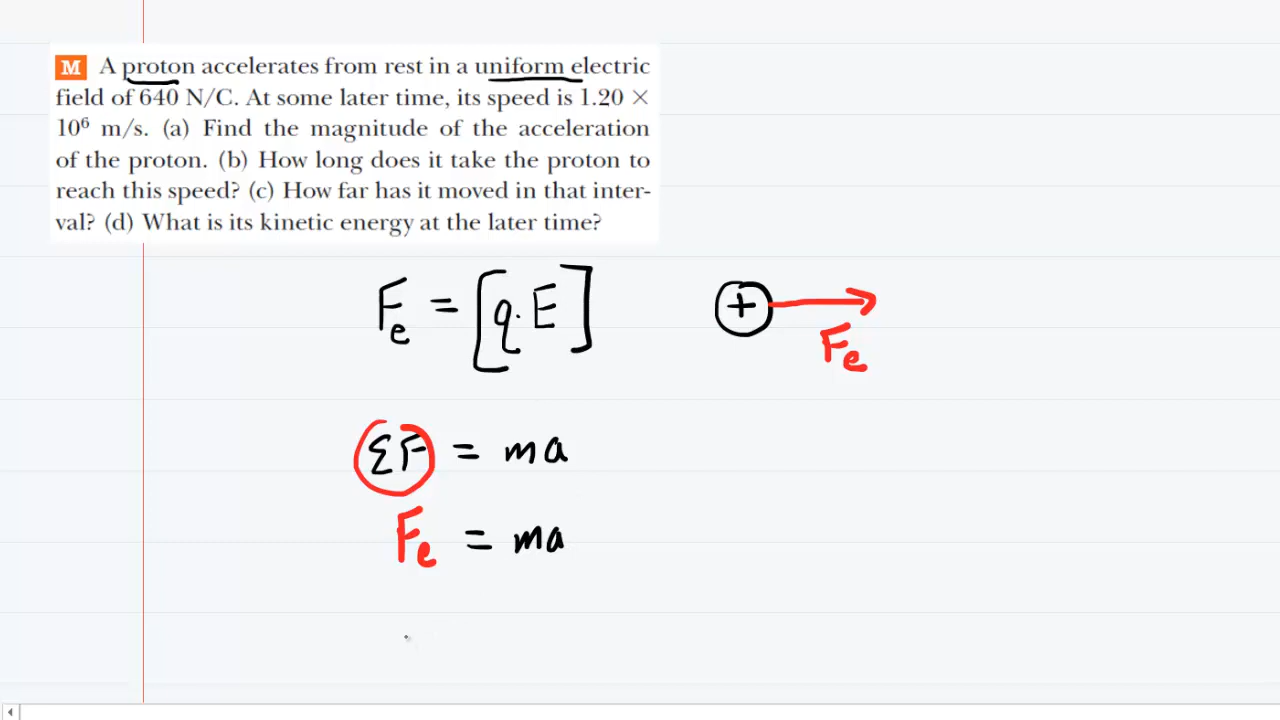 M A proton accelerates from rest in a uniform electric
field of 640 N/C. At some later time, its speed is 1.20 ×
10⁶ m/s. (a) Find the magnitude of the acceleration
of the proton. (b) How long does it take the proton to
reach this speed? (c) How far has it moved in that inter-
val? (d) What is its kinetic energy at the later time?
Fₑ = [q·E]
+
Fₑ
ΣF = ma
Fₑ = ma